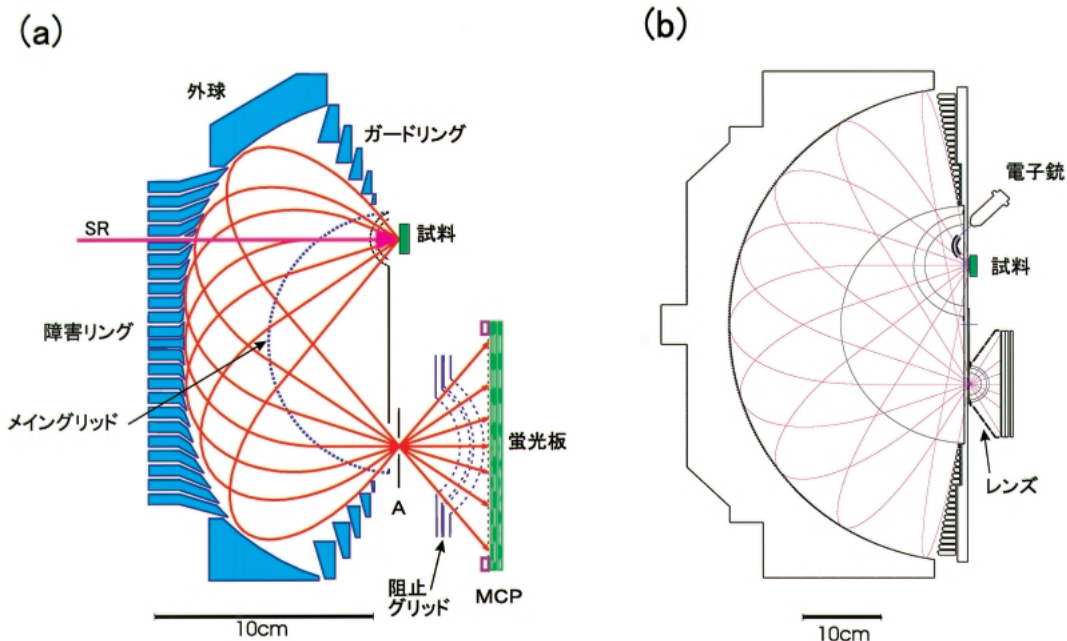 (a)
外球
ガードリング
SR
試料
障害リング
メイングリッド
蛍光板
A
阻止
グリッド
MCP
10cm
(b)
電子銃
試料
レンズ
10cm